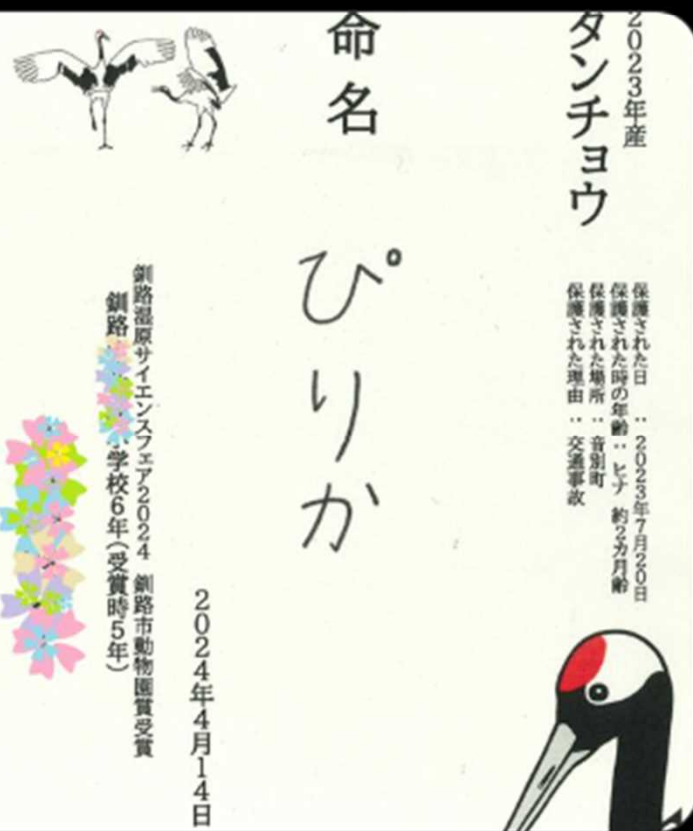 2023年産
タンチョウ
保護された日 : 2023年7月20日
保護された時の年齢 : ヒナ 約2カ月齢
保護された場所 : 音別町
保護された理由 : 交通事故
命名
ぴりか
2024年4月14日
釧路湿原サイエンスフェア2024 釧路市動物園賞受賞
釧路 学校6年(受賞時5年)